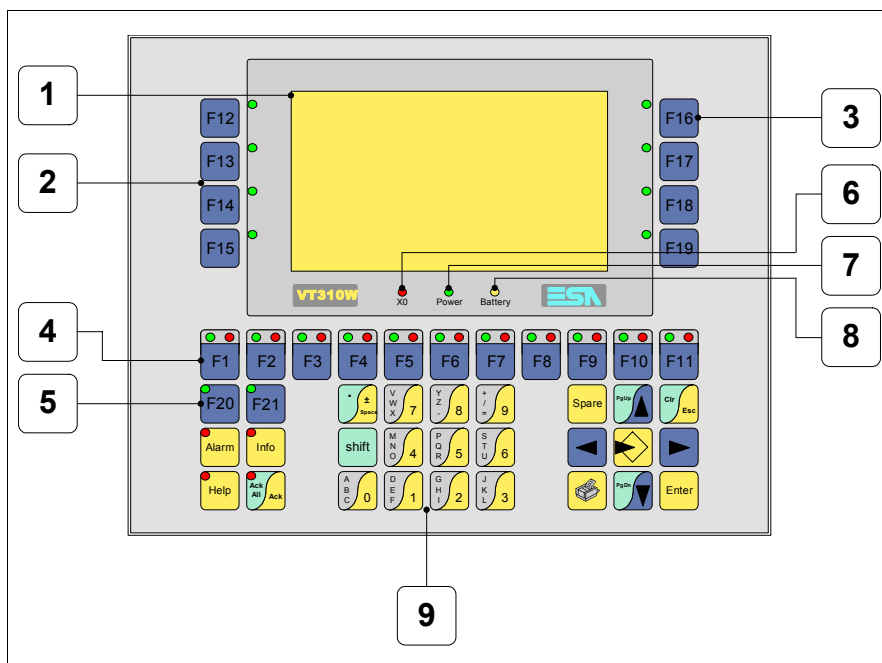 1
F12
F16
3
F13
F17
2
6
F14
F18
F15
F19
7
VT310W
X0
Power
Battery
ESA
8
4
F1
F2
F3
F4
F5
F6
F7
F8
F9
F10
F11
5
F20
F21
. ± Space
V W X 7
Y Z - 8
+ / = 9
Spare
PgUp
Clr Esc
Alarm
Info
shift
M N O 4
P Q R 5
S T U 6
Help
Ack All Ack
A B C 0
D E F 1
G H I 2
J K L 3
PgDn
Enter
9